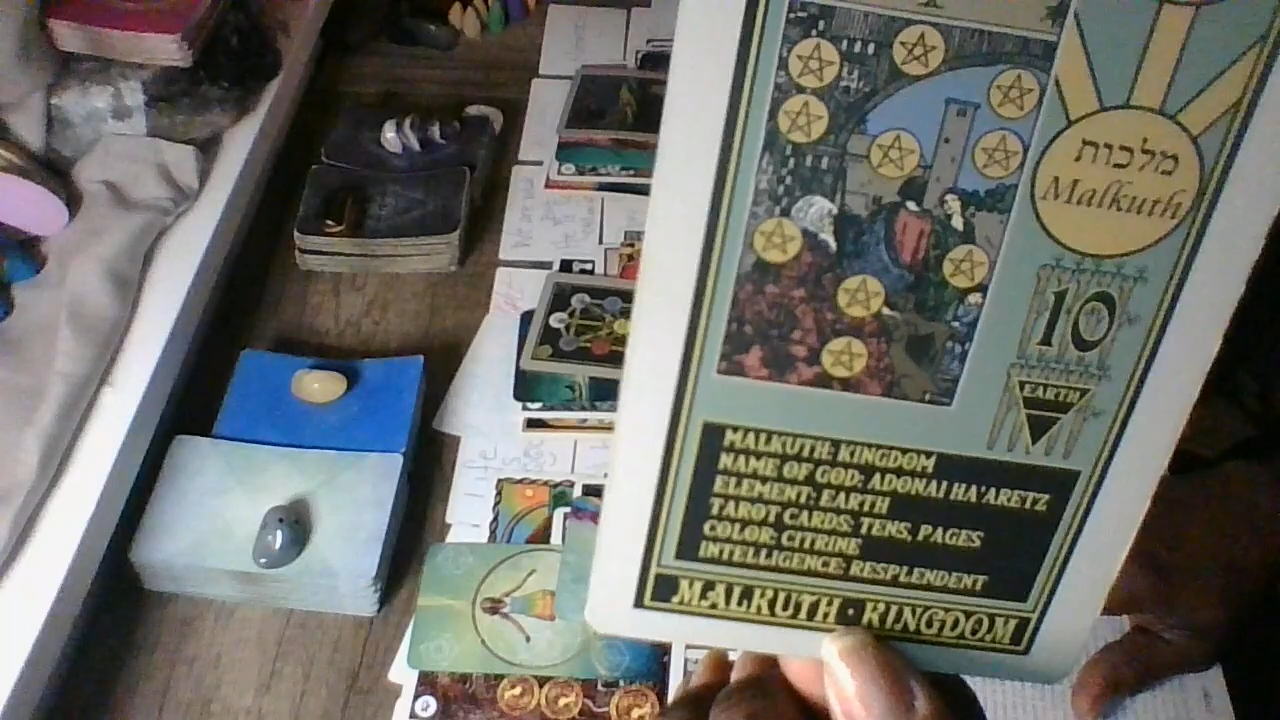 מלכות
Malkuth
10
EARTH
MALKUTH: KINGDOM
NAME OF GOD: ADONAI HA'ARETZ
ELEMENT: EARTH
TAROT CARDS: TENS, PAGES
COLOR: CITRINE
INTELLIGENCE: RESPLENDENT
MALKUTH · KINGDOM
Life